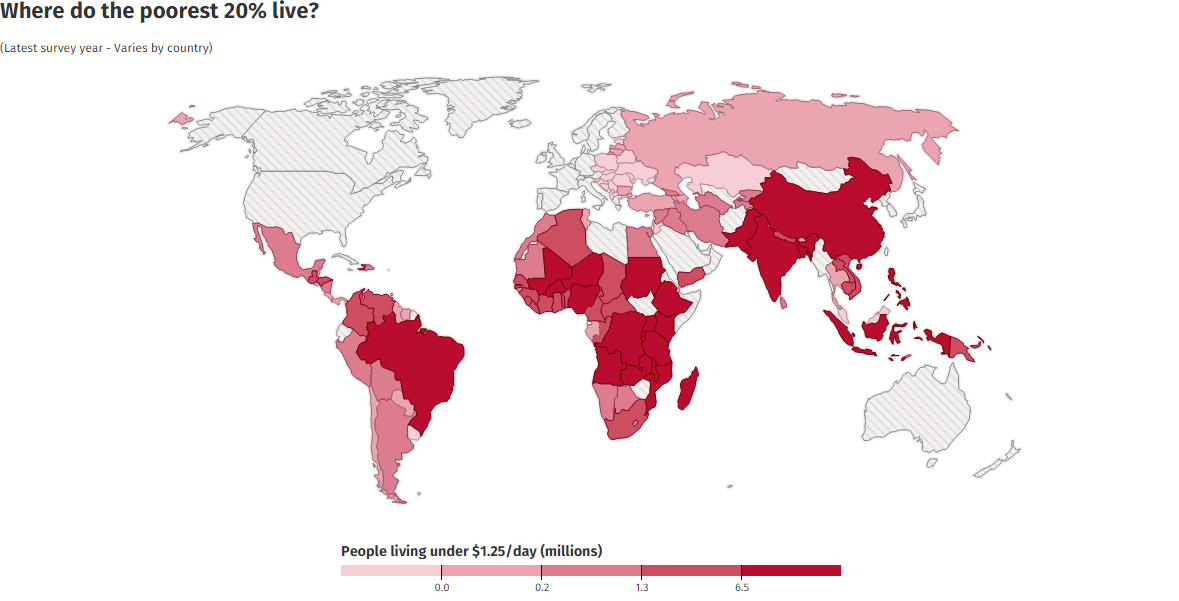 Where do the poorest 20% live?
(Latest survey year - Varies by country)
People living under $1.25/day (millions)
0.0 0.2 1.3 6.5